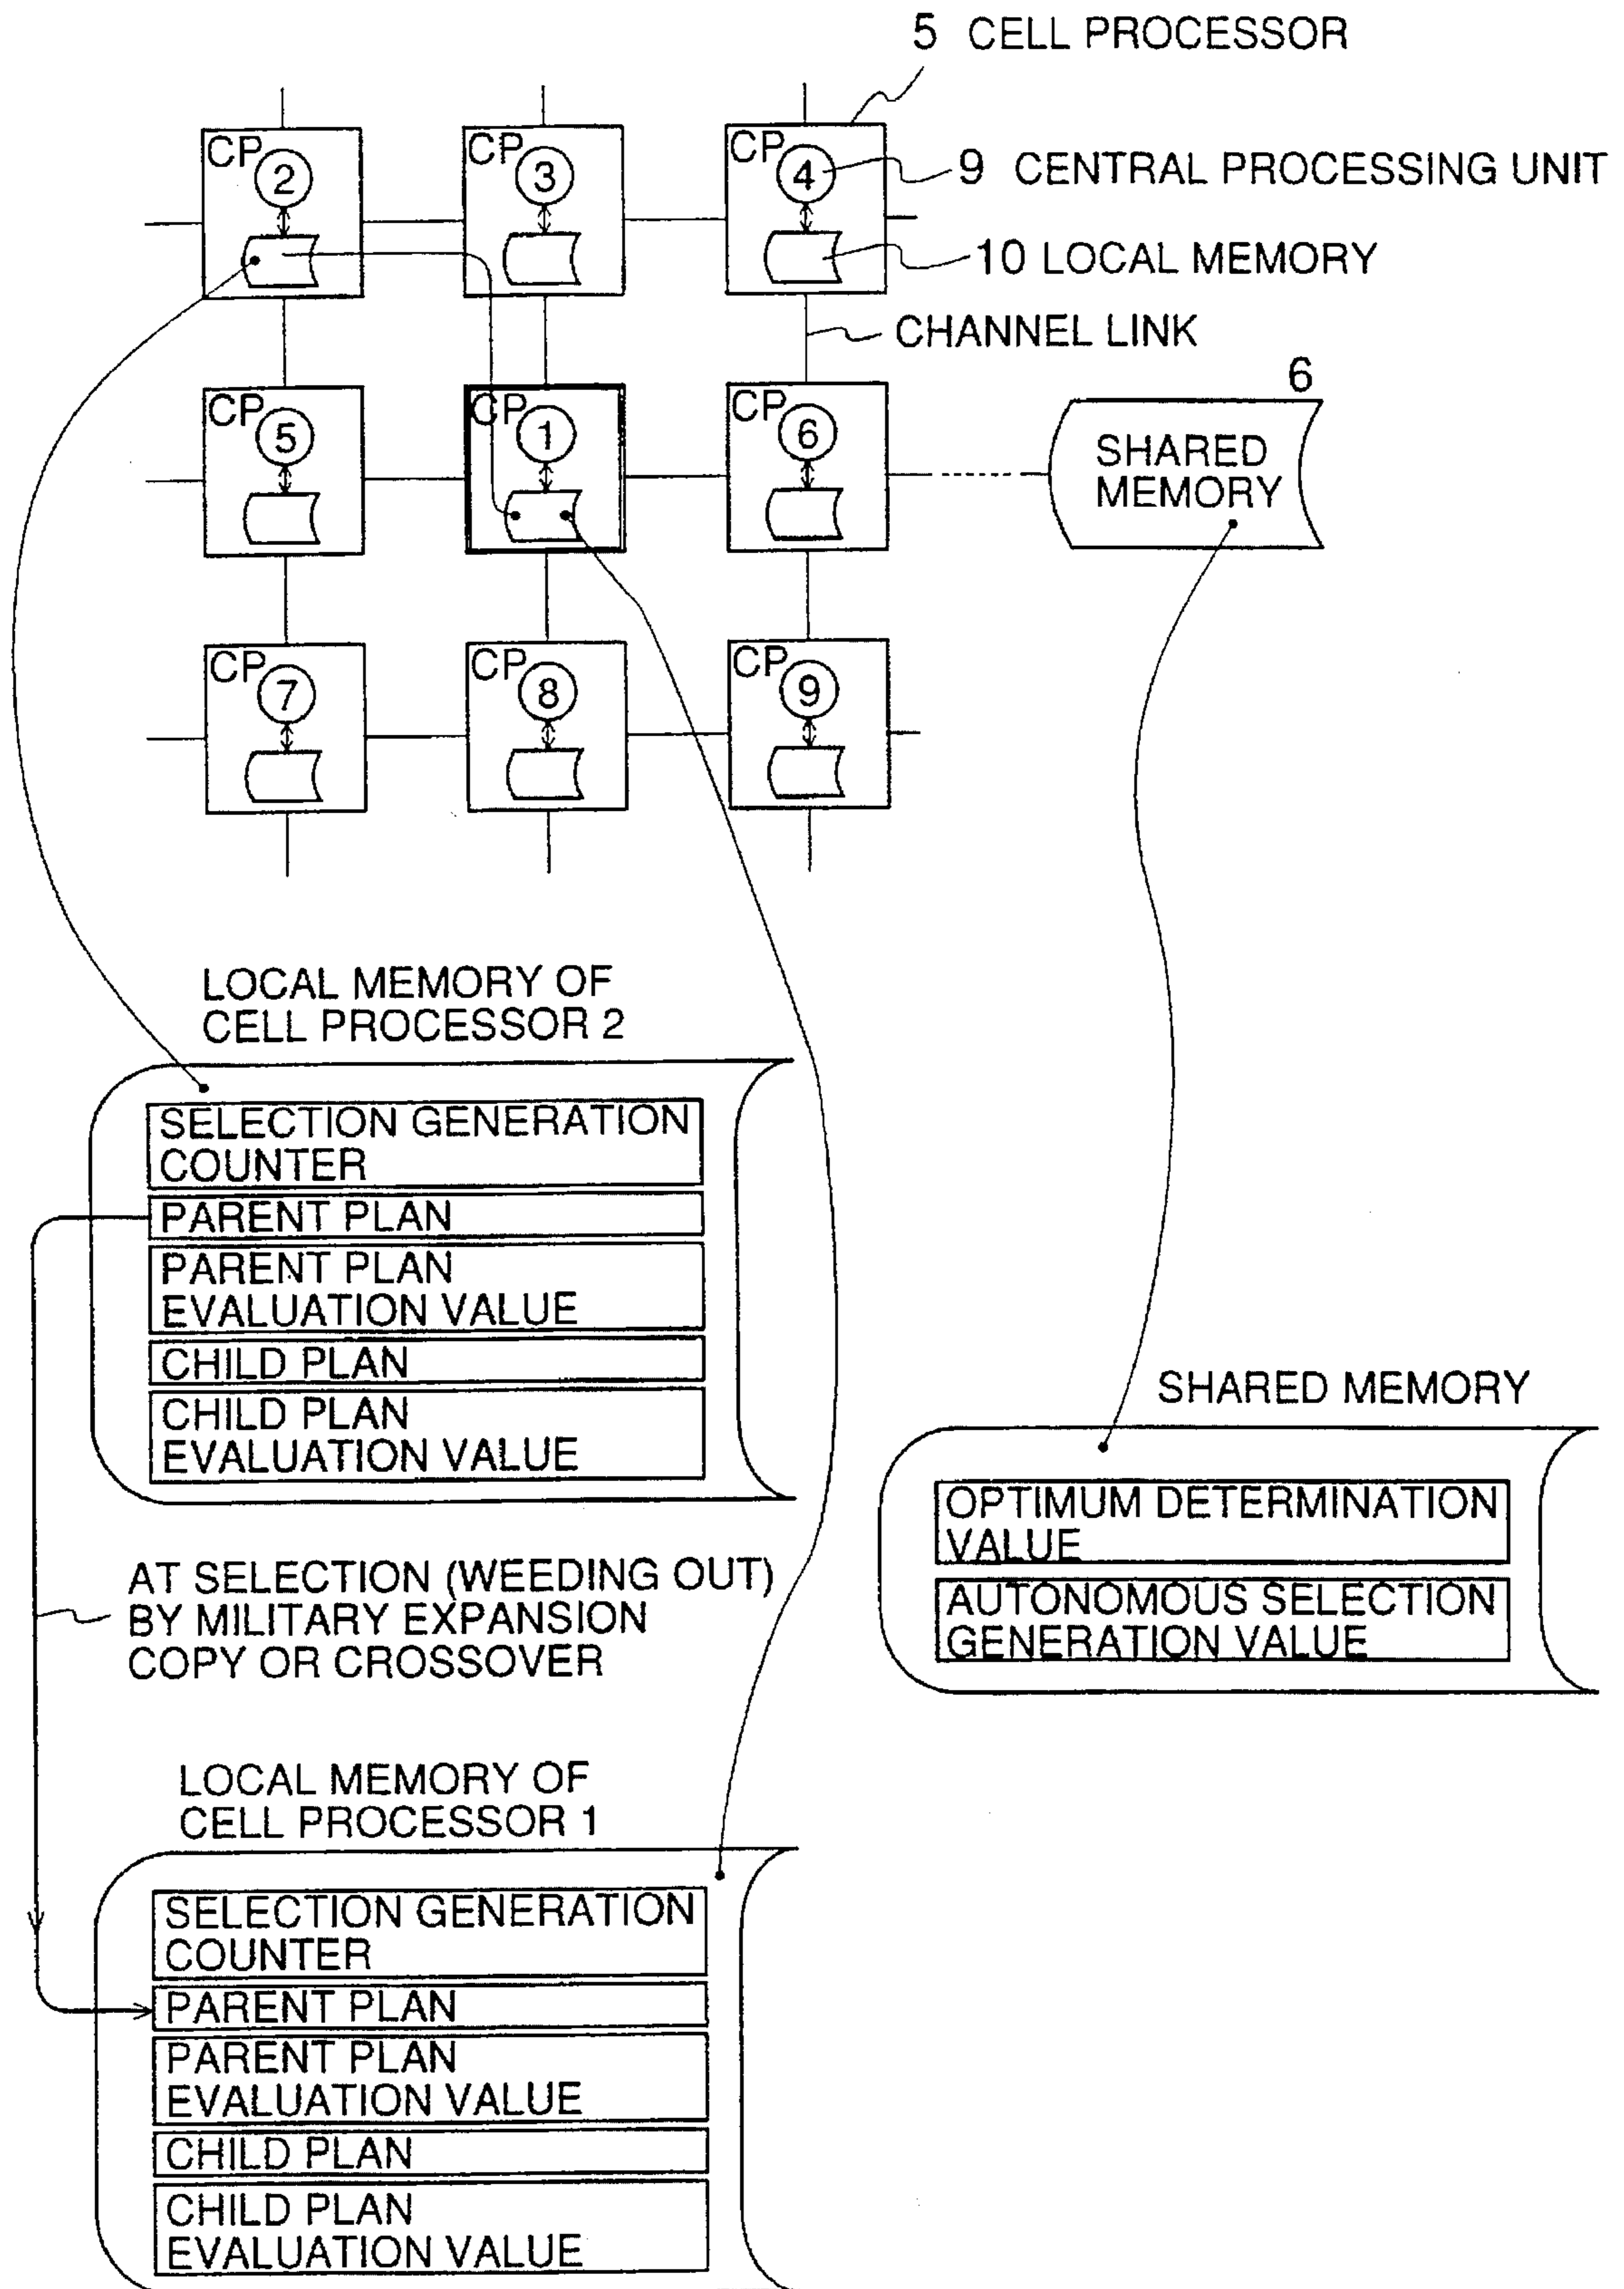 5 CELL PROCESSOR
CP 2
CP 3
CP 4
9 CENTRAL PROCESSING UNIT
10 LOCAL MEMORY
CHANNEL LINK
6
CP 5
CP 1
CP 6
SHARED
MEMORY
CP 7
CP 8
CP 9
LOCAL MEMORY OF
CELL PROCESSOR 2
SELECTION GENERATION
COUNTER
PARENT PLAN
PARENT PLAN
EVALUATION VALUE
CHILD PLAN
CHILD PLAN
EVALUATION VALUE
SHARED MEMORY
OPTIMUM DETERMINATION
VALUE
AUTONOMOUS SELECTION
GENERATION VALUE
AT SELECTION (WEEDING OUT)
BY MILITARY EXPANSION
COPY OR CROSSOVER
LOCAL MEMORY OF
CELL PROCESSOR 1
SELECTION GENERATION
COUNTER
PARENT PLAN
PARENT PLAN
EVALUATION VALUE
CHILD PLAN
CHILD PLAN
EVALUATION VALUE